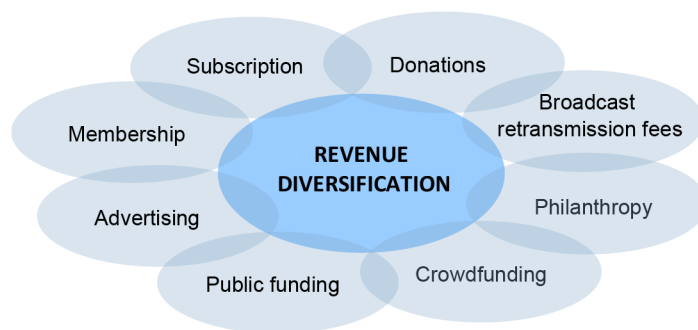 Subscription
Donations
Broadcast
retransmission fees
Membership
REVENUE
DIVERSIFICATION
Philanthropy
Advertising
Crowdfunding
Public funding